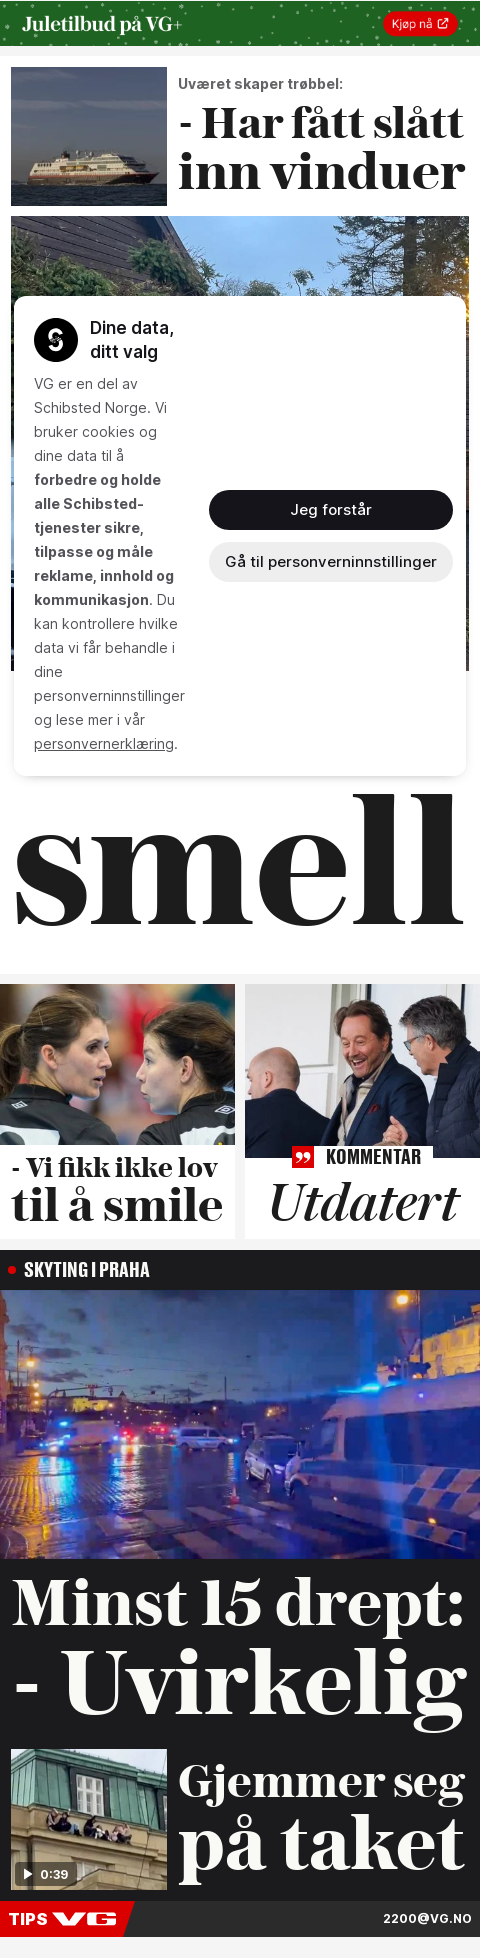 Juletilbud på VG+
Kjøp nå
Uværet skaper trøbbel:
- Har fått slått
inn vinduer
Dine data,
ditt valg
VG er en del av
Schibsted Norge. Vi
bruker cookies og
dine data til å
forbedre og holde
alle Schibsted-
tjenester sikre,
tilpasse og måle
reklame, innhold og
kommunikasjon. Du
kan kontrollere hvilke
data vi får behandle i
dine
personverninnstillinger
og lese mer i vår
personvernerklæring.
Jeg forstår
Gå til personverninnstillinger
smell
- Vi fikk ikke lov
til å smile
KOMMENTAR
Utdatert
SKYTING I PRAHA
Minst 15 drept:
- Uvirkelig
0:39
Gjemmer seg
på taket
TIPS VG
2200@VG.NO